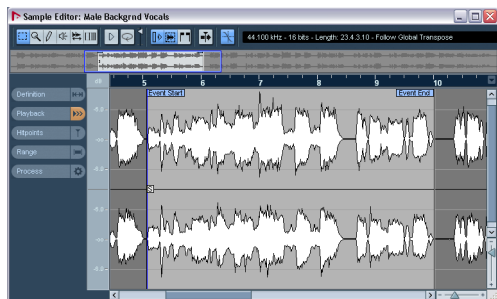 Sample Editor: Male Backgrnd Vocals
44.100 kHz - 16 bits - Length: 23.4.3.10 - Follow Global Transpose
dB 5 6 7 8 9 10
Event Start Event End
Definition
Playback
Hitpoints
Range
Process
S